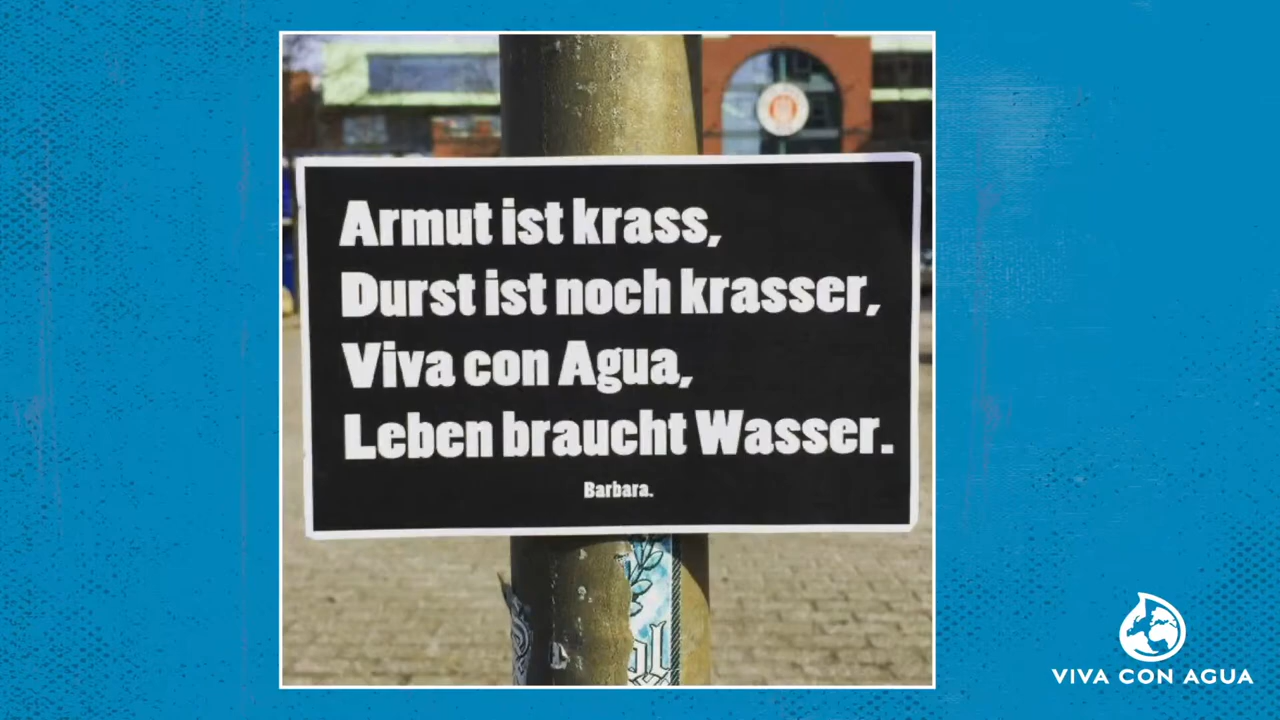 Armut ist krass,
Durst ist noch krasser,
Viva con Agua,
Leben braucht Wasser.
Barbara.
VIVA CON AGUA